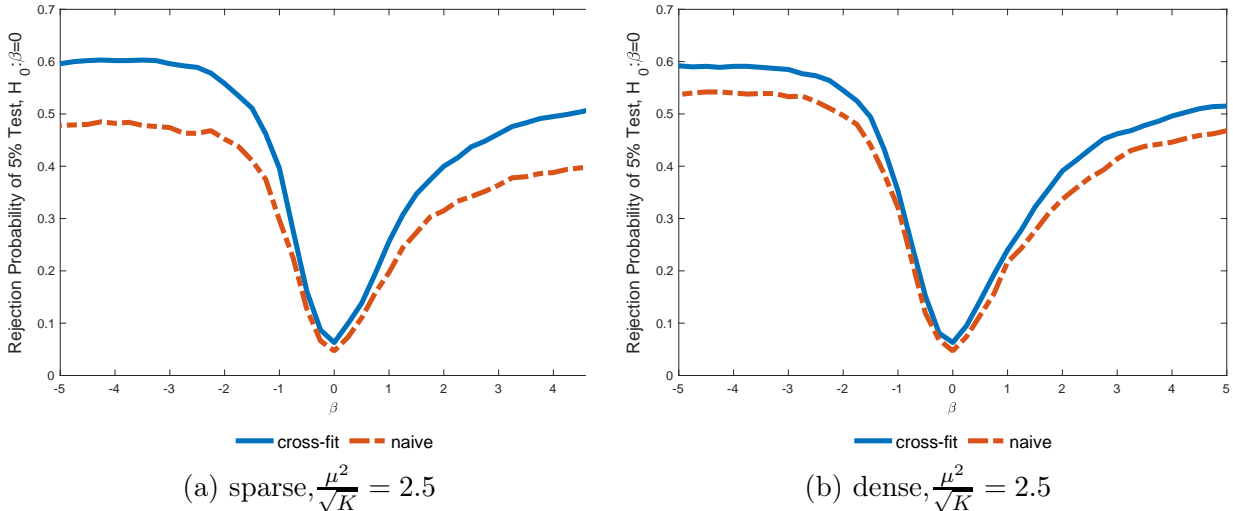 Rejection Probability of 5% Test, H₀:β=0
0.7
0.6
0.5
0.4
0.3
0.2
0.1
0
-5 -4 -3 -2 -1 0 1 2 3 4
β
cross-fit naive
(a) sparse, μ²/√K = 2.5
Rejection Probability of 5% Test, H₀:β=0
0.7
0.6
0.5
0.4
0.3
0.2
0.1
0
-5 -4 -3 -2 -1 0 1 2 3 4 5
β
cross-fit naive
(b) dense, μ²/√K = 2.5